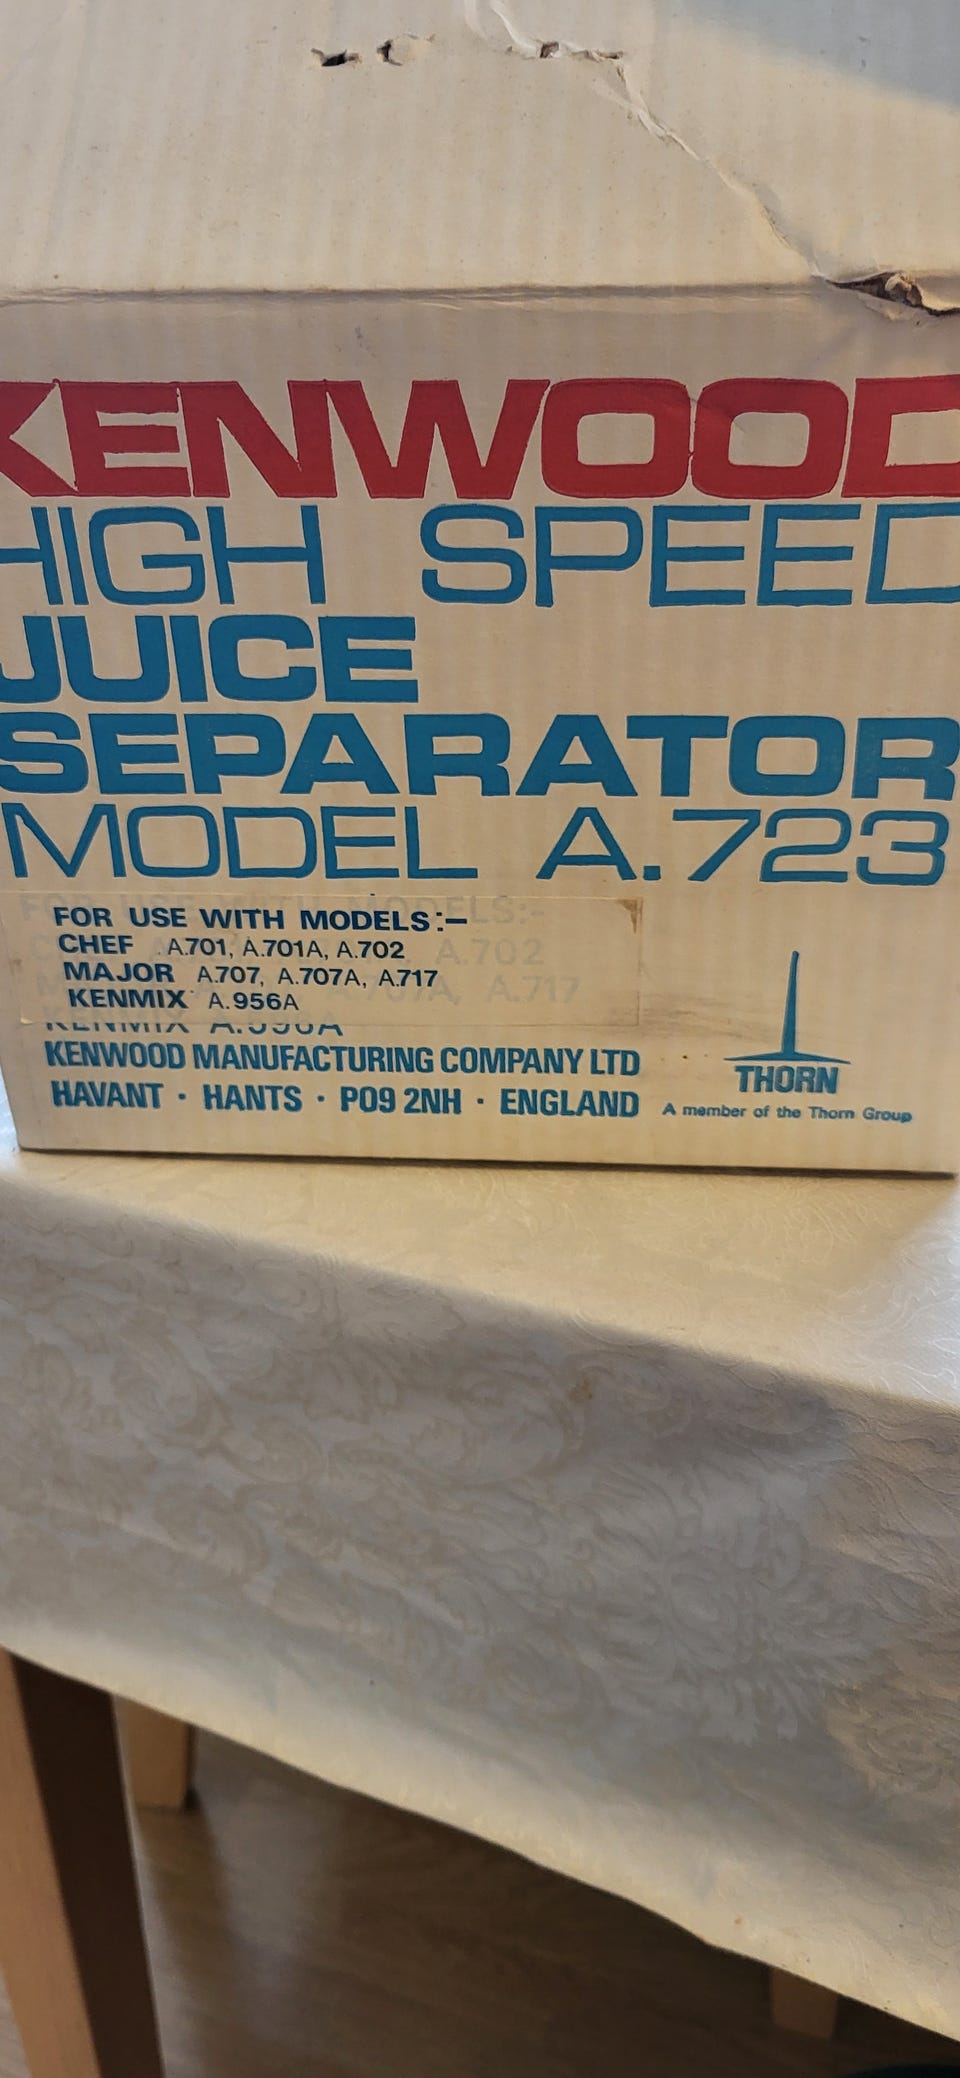 KENWOOD
HIGH SPEED
JUICE
SEPARATOR
MODEL A.723
FOR USE WITH MODELS:-
CHEF A.701, A.701A, A.702
MAJOR A.707, A.707A, A.717
KENMIX A.956A
KENWOOD MANUFACTURING COMPANY LTD
HAVANT · HANTS · PO9 2NH · ENGLAND
THORN
A member of the Thorn Group